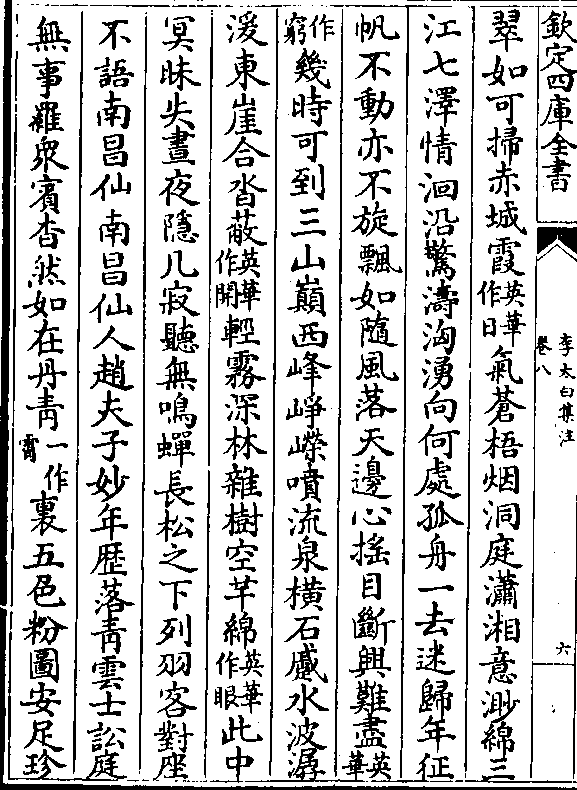 欽定四庫全書
李太白集注
卷八
六
翠如可掃赤城霞英華作日氣蒼梧烟洞庭瀟湘意渺綿三
江七澤情洄沿驚濤洶湧向何處孤舟一去迷歸年征
帆不動亦不旋飄如隨風落天邊心搖目斷興難盡英華
作窮幾時可到三山巔西峰崢嶸噴流泉橫石慼水波潺
湲東崖合沓蔽英華作開輕霧深林雜樹空芊綿英華作眼此中
冥昧失晝夜隱几寂聽無鳴蟬長松之下列羽客對座
不語南昌仙南昌仙人趙夫子妙年歴落青雲士訟庭
無事羅衆賓杳然如在丹青一作霄裏五色粉圖安足珍